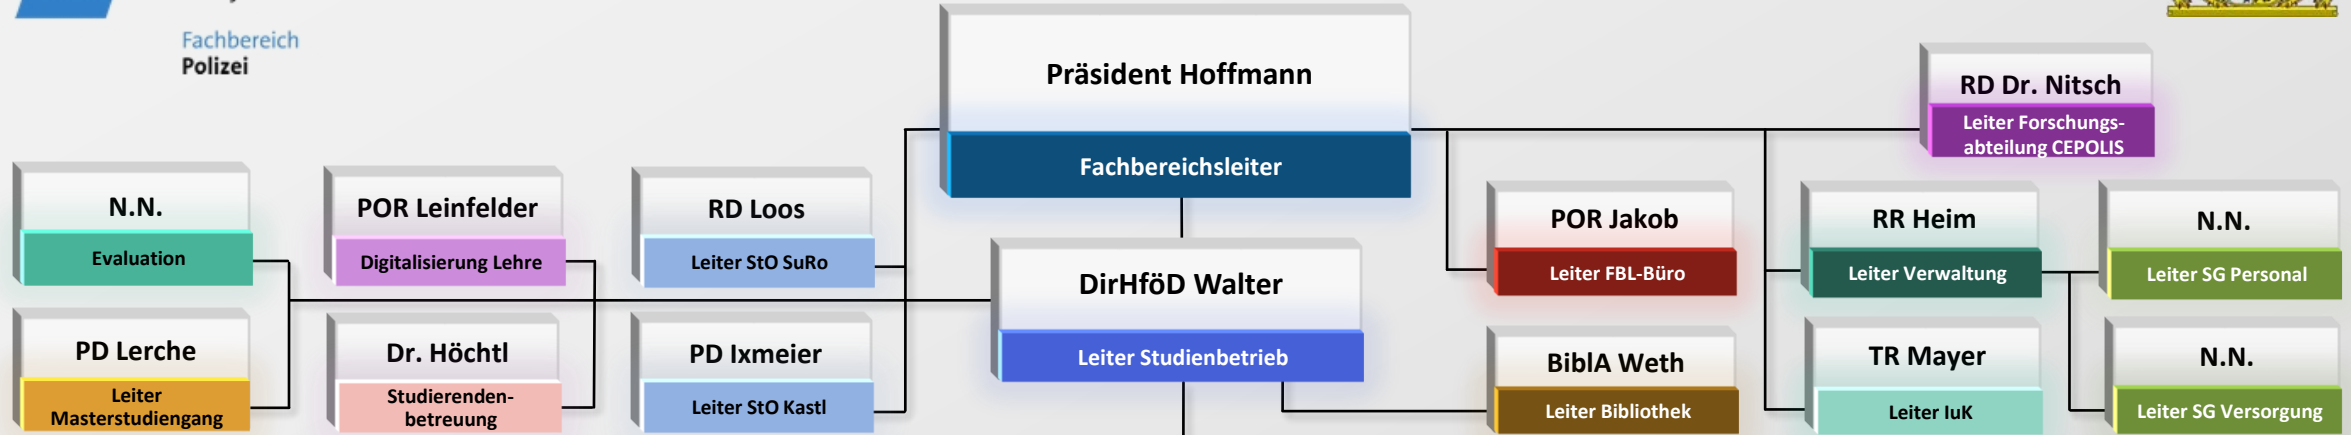 Fachbereich
Polizei
Präsident Hoffmann
Fachbereichsleiter
RD Dr. Nitsch
Leiter Forschungs-
abteilung CEPOLIS
N.N.
Evaluation
POR Leinfelder
Digitalisierung Lehre
RD Loos
Leiter StO SuRo
DirHföD Walter
Leiter Studienbetrieb
POR Jakob
Leiter FBL-Büro
RR Heim
Leiter Verwaltung
N.N.
Leiter SG Personal
PD Lerche
Leiter
Masterstudiengang
Dr. Höchtl
Studierenden-
betreuung
PD Ixmeier
Leiter StO Kastl
BiblA Weth
Leiter Bibliothek
TR Mayer
Leiter IuK
N.N.
Leiter SG Versorgung